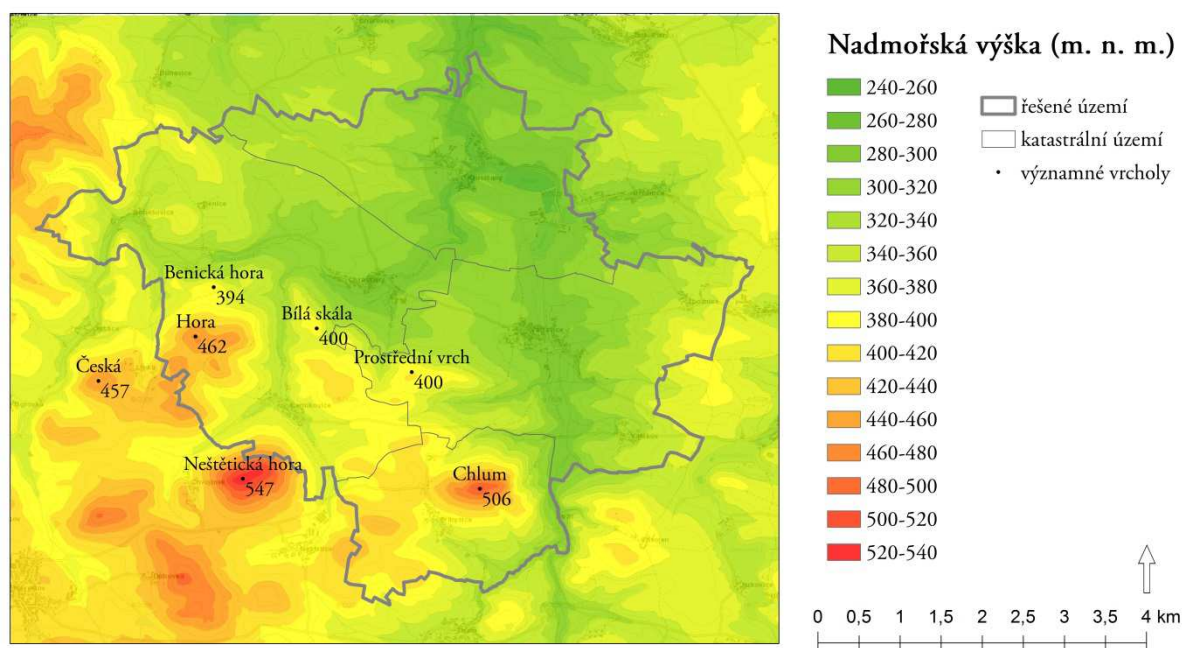 Benická hora
394
Hora
462
Bílá skála
400
Česká
457
Prostřední vrch
400
Neštětická hora
547
Chlum
506
Nadmořská výška (m. n. m.)
240-260
260-280
280-300
300-320
320-340
340-360
360-380
380-400
400-420
420-440
440-460
460-480
480-500
500-520
520-540
řešené území
katastrální území
významné vrcholy
0 0,5 1 1,5 2 2,5 3 3,5 4 km